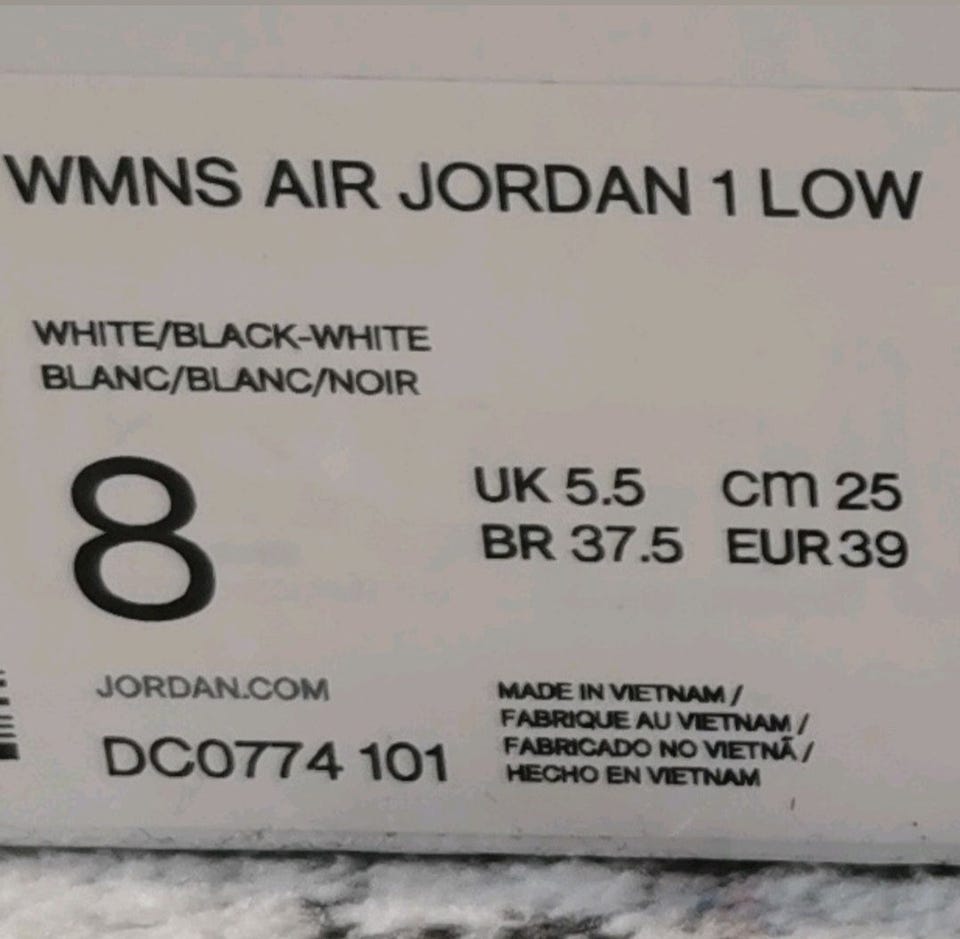 WMNS AIR JORDAN 1 LOW
WHITE/BLACK-WHITE
BLANC/BLANC/NOIR
8
UK 5.5 cm 25
BR 37.5 EUR 39
JORDAN.COM
DC0774 101
MADE IN VIETNAM /
FABRIQUE AU VIETNAM /
FABRICADO NO VIETNÃ /
HECHO EN VIETNAM